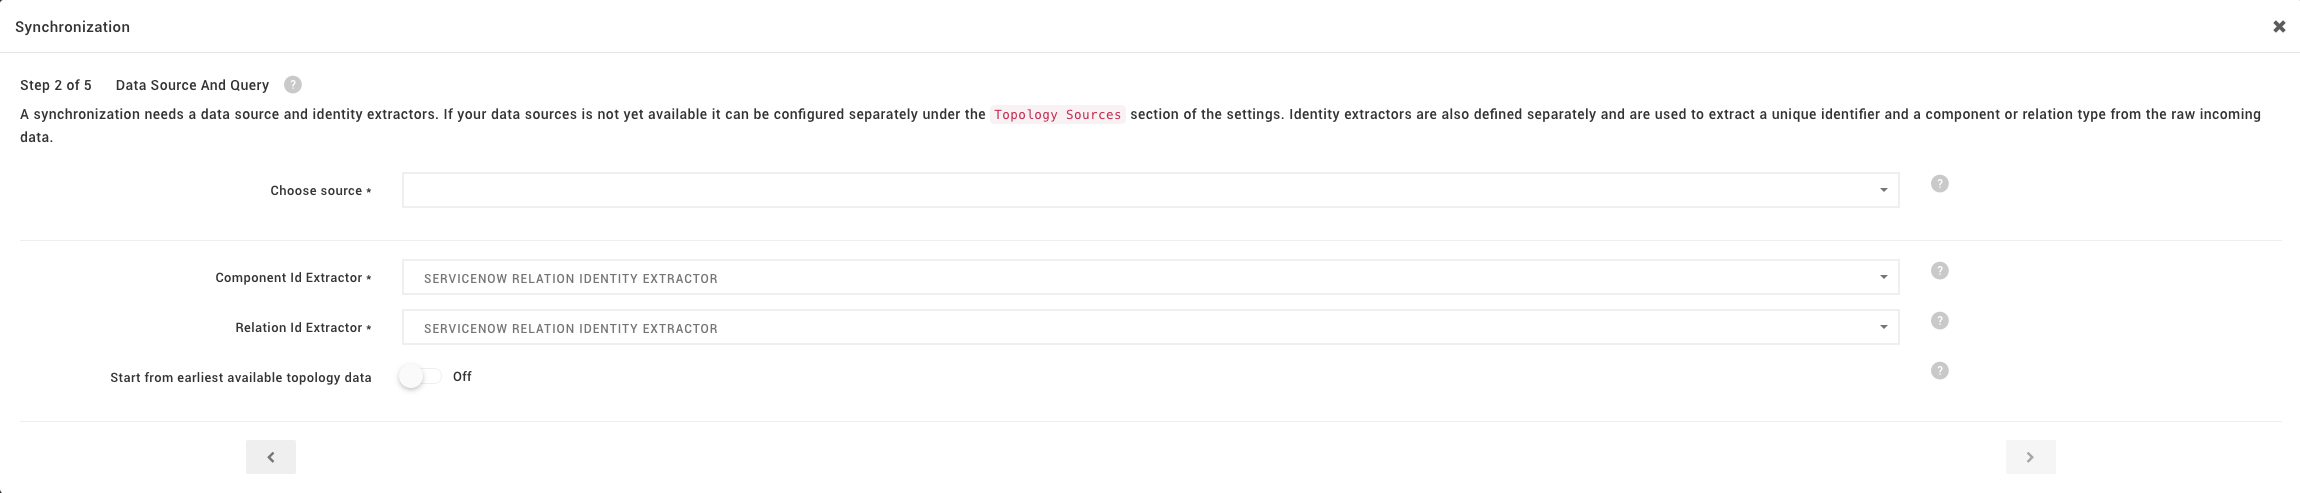 Synchronization
Step 2 of 5 Data Source And Query ?
A synchronization needs a data source and identity extractors. If your data sources is not yet available it can be configured separately under the Topology Sources section of the settings. Identity extractors are also defined separately and are used to extract a unique identifier and a component or relation type from the raw incoming
data.
Choose source * ?
Component Id Extractor * SERVICENOW RELATION IDENTITY EXTRACTOR ?
Relation Id Extractor * SERVICENOW RELATION IDENTITY EXTRACTOR ?
Start from earliest available topology data Off ?